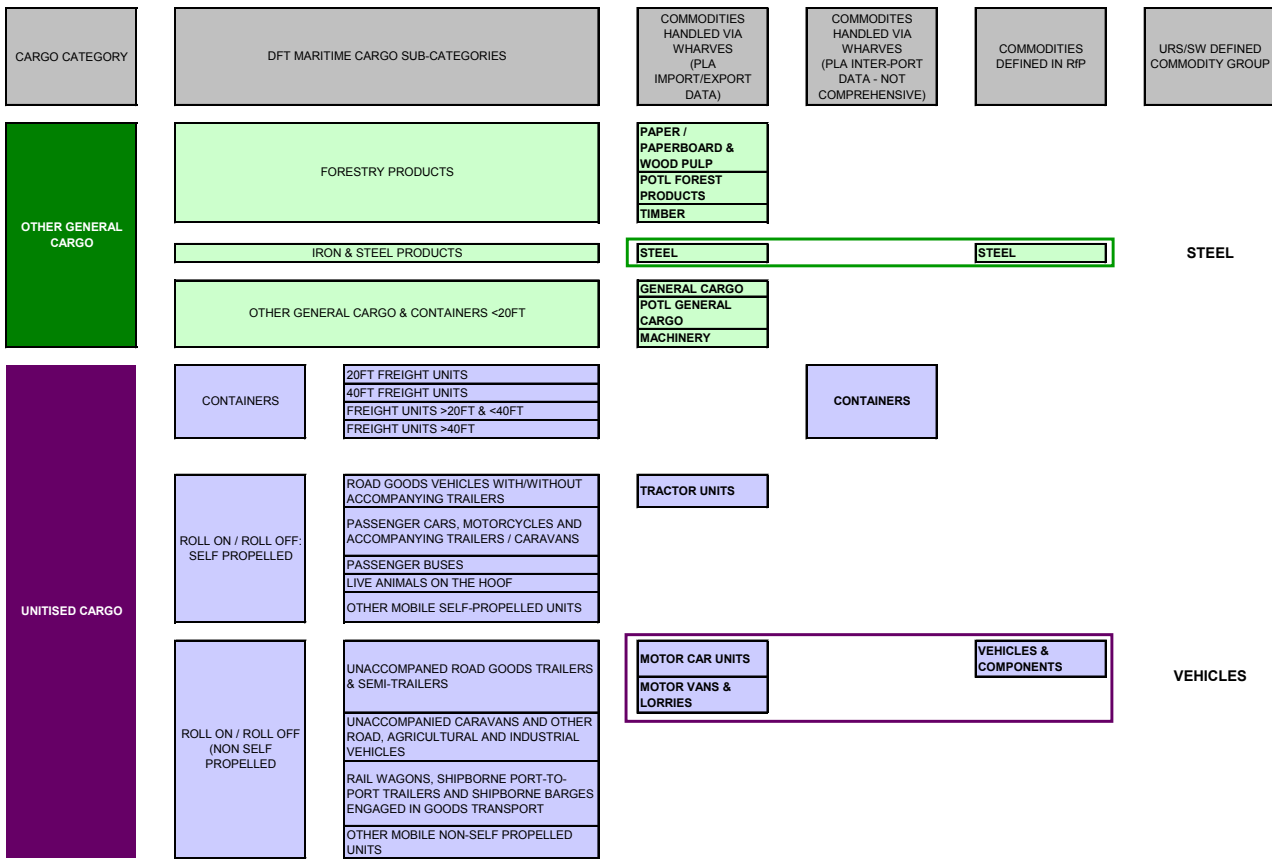 CARGO CATEGORY
DFT MARITIME CARGO SUB-CATEGORIES
COMMODITIES
HANDLED VIA
WHARVES
(PLA
IMPORT/EXPORT
DATA)
COMMODITES
HANDLED VIA
WHARVES
(PLA INTER-PORT
DATA - NOT
COMPREHENSIVE)
COMMODITIES
DEFINED IN RfP
URS/SW DEFINED
COMMODITY GROUP
OTHER GENERAL
CARGO
FORESTRY PRODUCTS
PAPER /
PAPERBOARD &
WOOD PULP
POTL FOREST
PRODUCTS
TIMBER
IRON & STEEL PRODUCTS
STEEL
STEEL
STEEL
OTHER GENERAL CARGO & CONTAINERS <20FT
GENERAL CARGO
POTL GENERAL
CARGO
MACHINERY
UNITISED CARGO
CONTAINERS
20FT FREIGHT UNITS
40FT FREIGHT UNITS
FREIGHT UNITS >20FT & <40FT
FREIGHT UNITS >40FT
CONTAINERS
ROLL ON / ROLL OFF:
SELF PROPELLED
ROAD GOODS VEHICLES WITH/WITHOUT
ACCOMPANYING TRAILERS
PASSENGER CARS, MOTORCYCLES AND
ACCOMPANYING TRAILERS / CARAVANS
PASSENGER BUSES
LIVE ANIMALS ON THE HOOF
OTHER MOBILE SELF-PROPELLED UNITS
TRACTOR UNITS
ROLL ON / ROLL OFF
(NON SELF
PROPELLED
UNACCOMPANED ROAD GOODS TRAILERS
& SEMI-TRAILERS
UNACCOMPANIED CARAVANS AND OTHER
ROAD, AGRICULTURAL AND INDUSTRIAL
VEHICLES
RAIL WAGONS, SHIPBORNE PORT-TO-
PORT TRAILERS AND SHIPBORNE BARGES
ENGAGED IN GOODS TRANSPORT
OTHER MOBILE NON-SELF PROPELLED
UNITS
MOTOR CAR UNITS
MOTOR VANS &
LORRIES
VEHICLES &
COMPONENTS
VEHICLES